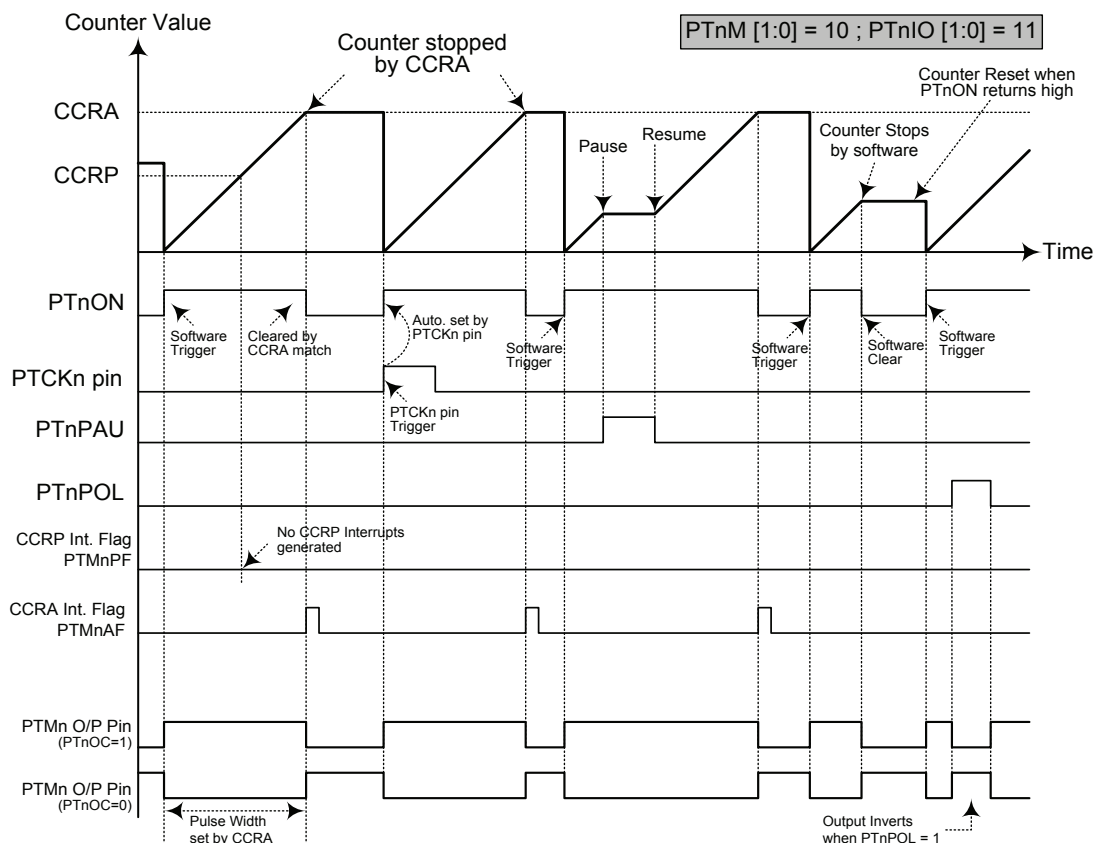 Counter Value
PTnM [1:0] = 10 ; PTnIO [1:0] = 11
Counter stopped
by CCRA
Counter Reset when
PTnON returns high
CCRA
Pause
Resume
Counter Stops
by software
CCRP
Time
PTnON
Software
Trigger
Cleared by
CCRA match
Auto. set by
PTCKn pin
Software
Trigger
Software
Trigger
Software
Clear
Software
Trigger
PTCKn pin
PTCKn pin
Trigger
PTnPAU
PTnPOL
CCRP Int. Flag
PTMnPF
No CCRP Interrupts
generated
CCRA Int. Flag
PTMnAF
PTMn O/P Pin
(PTnOC=1)
PTMn O/P Pin
(PTnOC=0)
Pulse Width
set by CCRA
Output Inverts
when PTnPOL = 1